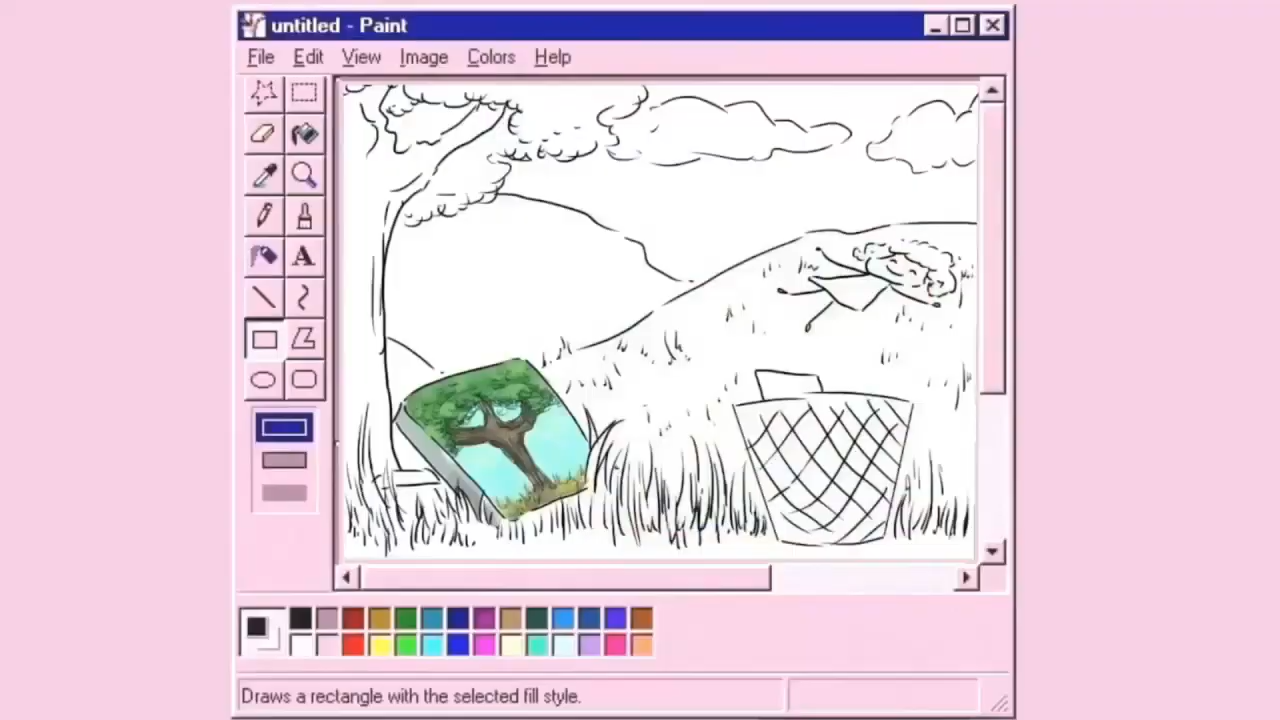 untitled - Paint
File Edit View Image Colors Help
A
Draws a rectangle with the selected fill style.